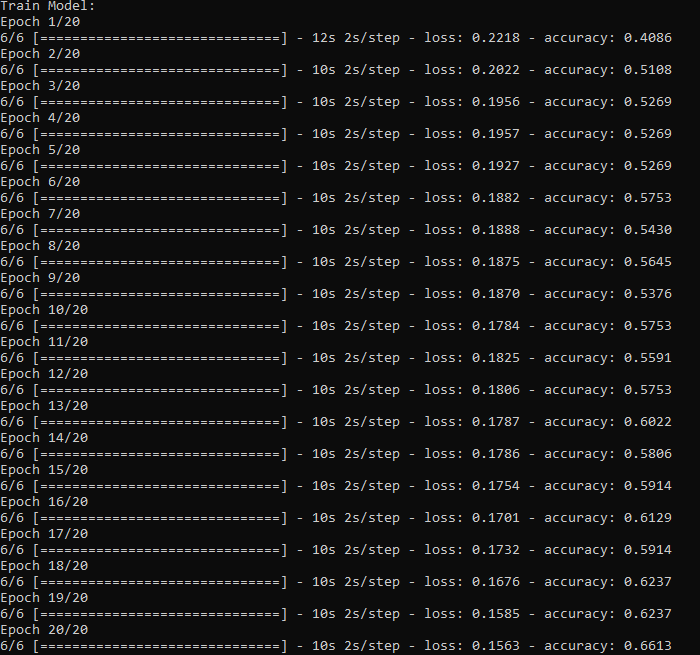 Train Model:
Epoch 1/20
6/6 [==============================] - 12s 2s/step - loss: 0.2218 - accuracy: 0.4086
Epoch 2/20
6/6 [==============================] - 10s 2s/step - loss: 0.2022 - accuracy: 0.5108
Epoch 3/20
6/6 [==============================] - 10s 2s/step - loss: 0.1956 - accuracy: 0.5269
Epoch 4/20
6/6 [==============================] - 10s 2s/step - loss: 0.1957 - accuracy: 0.5269
Epoch 5/20
6/6 [==============================] - 10s 2s/step - loss: 0.1927 - accuracy: 0.5269
Epoch 6/20
6/6 [==============================] - 10s 2s/step - loss: 0.1882 - accuracy: 0.5753
Epoch 7/20
6/6 [==============================] - 10s 2s/step - loss: 0.1888 - accuracy: 0.5430
Epoch 8/20
6/6 [==============================] - 10s 2s/step - loss: 0.1875 - accuracy: 0.5645
Epoch 9/20
6/6 [==============================] - 10s 2s/step - loss: 0.1870 - accuracy: 0.5376
Epoch 10/20
6/6 [==============================] - 10s 2s/step - loss: 0.1784 - accuracy: 0.5753
Epoch 11/20
6/6 [==============================] - 10s 2s/step - loss: 0.1825 - accuracy: 0.5591
Epoch 12/20
6/6 [==============================] - 10s 2s/step - loss: 0.1806 - accuracy: 0.5753
Epoch 13/20
6/6 [==============================] - 10s 2s/step - loss: 0.1787 - accuracy: 0.6022
Epoch 14/20
6/6 [==============================] - 10s 2s/step - loss: 0.1786 - accuracy: 0.5806
Epoch 15/20
6/6 [==============================] - 10s 2s/step - loss: 0.1754 - accuracy: 0.5914
Epoch 16/20
6/6 [==============================] - 10s 2s/step - loss: 0.1701 - accuracy: 0.6129
Epoch 17/20
6/6 [==============================] - 10s 2s/step - loss: 0.1732 - accuracy: 0.5914
Epoch 18/20
6/6 [==============================] - 10s 2s/step - loss: 0.1676 - accuracy: 0.6237
Epoch 19/20
6/6 [==============================] - 10s 2s/step - loss: 0.1585 - accuracy: 0.6237
Epoch 20/20
6/6 [==============================] - 10s 2s/step - loss: 0.1563 - accuracy: 0.6613